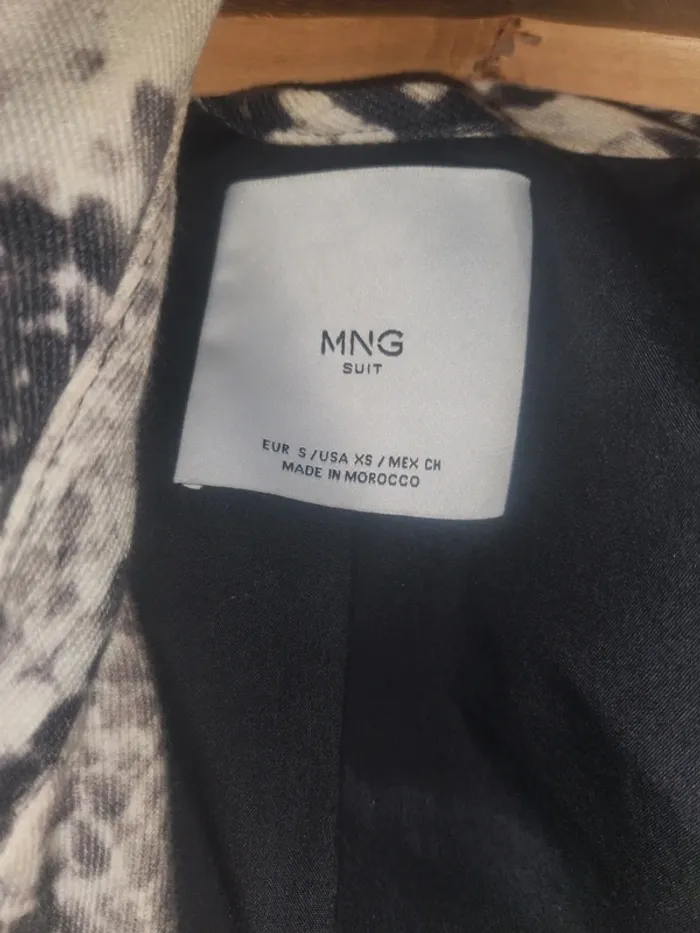 MNG
SUIT
EUR S / USA XS / MEX CH
MADE IN MOROCCO